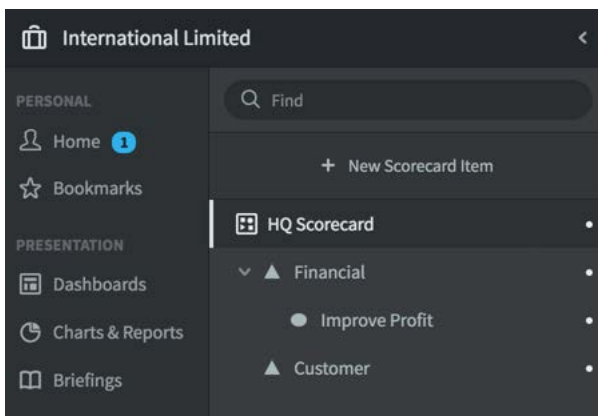 International Limited
PERSONAL
Home 1
Bookmarks
PRESENTATION
Dashboards
Charts & Reports
Briefings
Find
+ New Scorecard Item
HQ Scorecard
Financial
Improve Profit
Customer